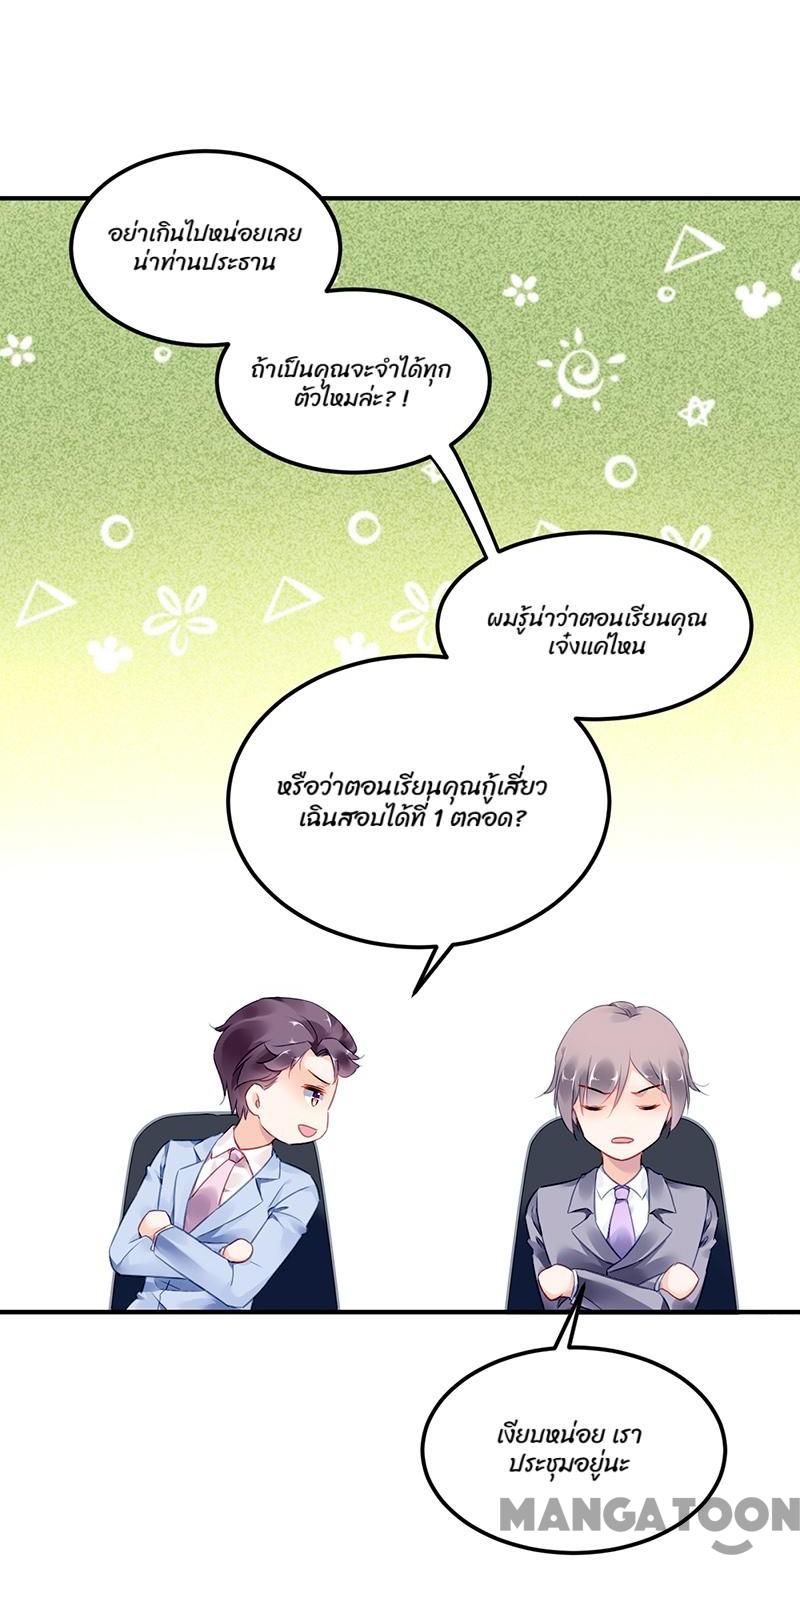 อย่าเกินไปหน่อยเลย
น่าท่านประธาน
ถ้าเป็นคุณจะจำได้ทุก
ตัวไหมล่ะ?!
ผมรู้น่าว่าตอนเรียนคุณ
เจ๋งแค่ไหน
หรือว่าตอนเรียนคุณกู้เสี่ยว
เฉินสอบได้ที่ 1 ตลอด?
เงียบหน่อย เรา
ประชุมอยู่นะ
MANGATOON